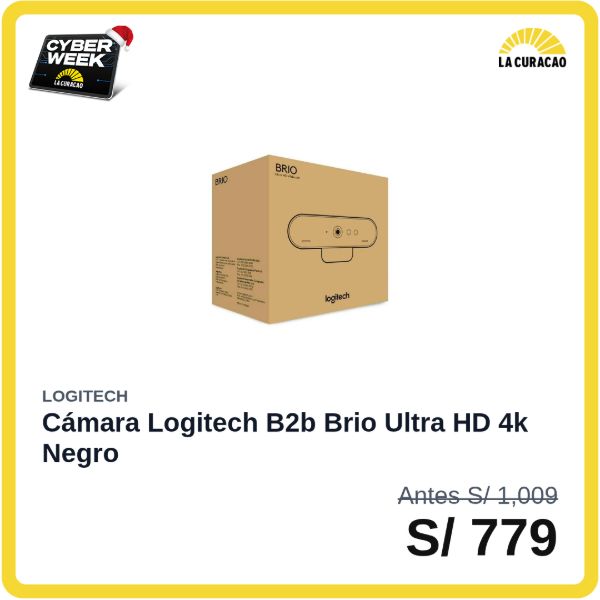 CYBER
WEEK
LA CURACAO
LA CURACAO
BRIO
BRIO
logitech
LOGITECH
Cámara Logitech B2b Brio Ultra HD 4k
Negro
Antes S/ 1,009
S/ 779